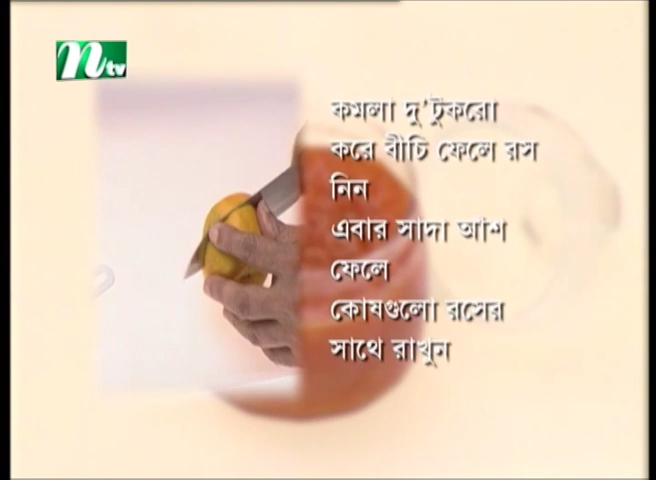 ntv
কমলা দু'টুকরো
করে বীচি ফেলে রস
নিন
এবার সাদা আঁশ
ফেলে
কোষগুলো রসের
সাথে রাখুন